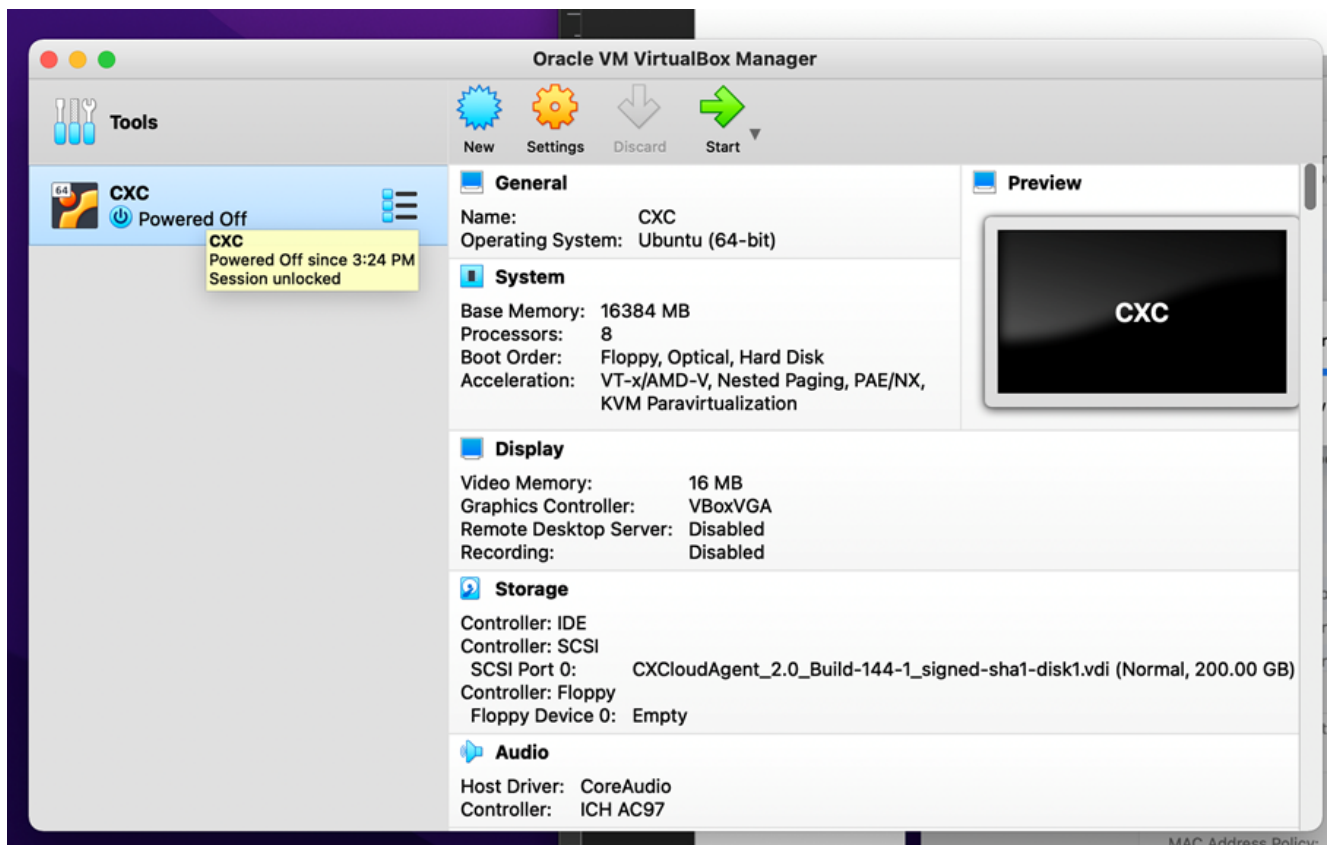 Oracle VM VirtualBox Manager
Tools
New Settings Discard Start
64
CXC
Powered Off
CXC
Powered Off since 3:24 PM
Session unlocked
General
Name: CXC
Operating System: Ubuntu (64-bit)
Preview
CXC
System
Base Memory: 16384 MB
Processors: 8
Boot Order: Floppy, Optical, Hard Disk
Acceleration: VT-x/AMD-V, Nested Paging, PAE/NX,
KVM Paravirtualization
Display
Video Memory: 16 MB
Graphics Controller: VBoxVGA
Remote Desktop Server: Disabled
Recording: Disabled
Storage
Controller: IDE
Controller: SCSI
SCSI Port 0: CXCloudAgent_2.0_Build-144-1_signed-sha1-disk1.vdi (Normal, 200.00 GB)
Controller: Floppy
Floppy Device 0: Empty
Audio
Host Driver: CoreAudio
Controller: ICH AC97
MAC Address Policy: